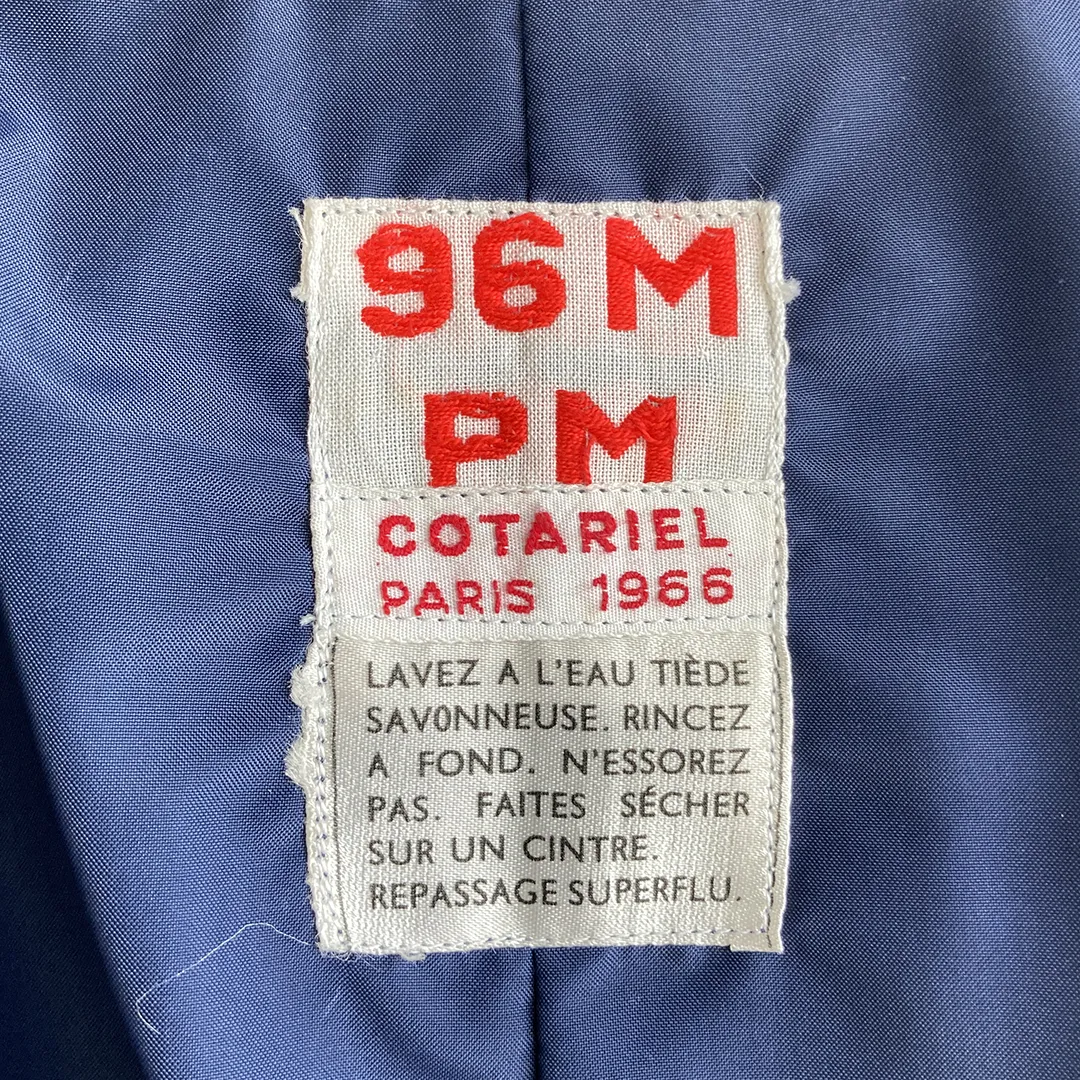 96M
PM
COTARIEL
PARIS 1966
LAVEZ A L'EAU TIÈDE
SAVONNEUSE. RINCEZ
A FOND. N'ESSOREZ
PAS. FAITES SÉCHER
SUR UN CINTRE.
REPASSAGE SUPERFLU.